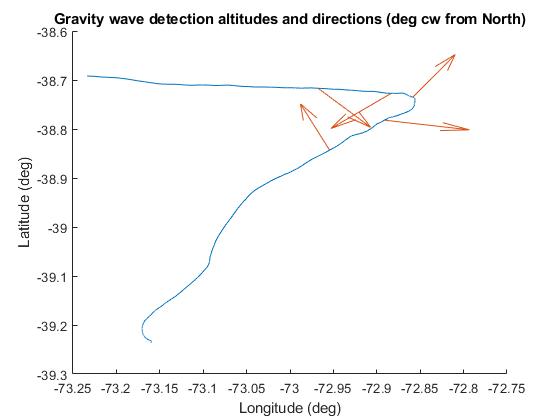 Gravity wave detection altitudes and directions (deg cw from North)
-38.6
-38.7
-38.8
-38.9
-39
-39.1
-39.2
-39.3
Latitude (deg)
-73.25 -73.2 -73.15 -73.1 -73.05 -73 -72.95 -72.9 -72.85 -72.8 -72.75
Longitude (deg)